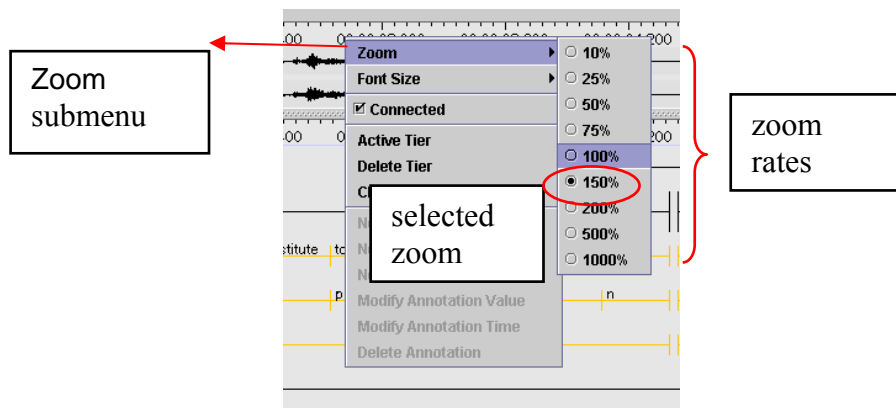 Zoom
submenu
Zoom
Font Size
Connected
Active Tier
Delete Tier
selected
zoom
Modify Annotation Value
Modify Annotation Time
Delete Annotation
10%
25%
50%
75%
100%
150%
200%
500%
1000%
zoom
rates
stitute
p
n